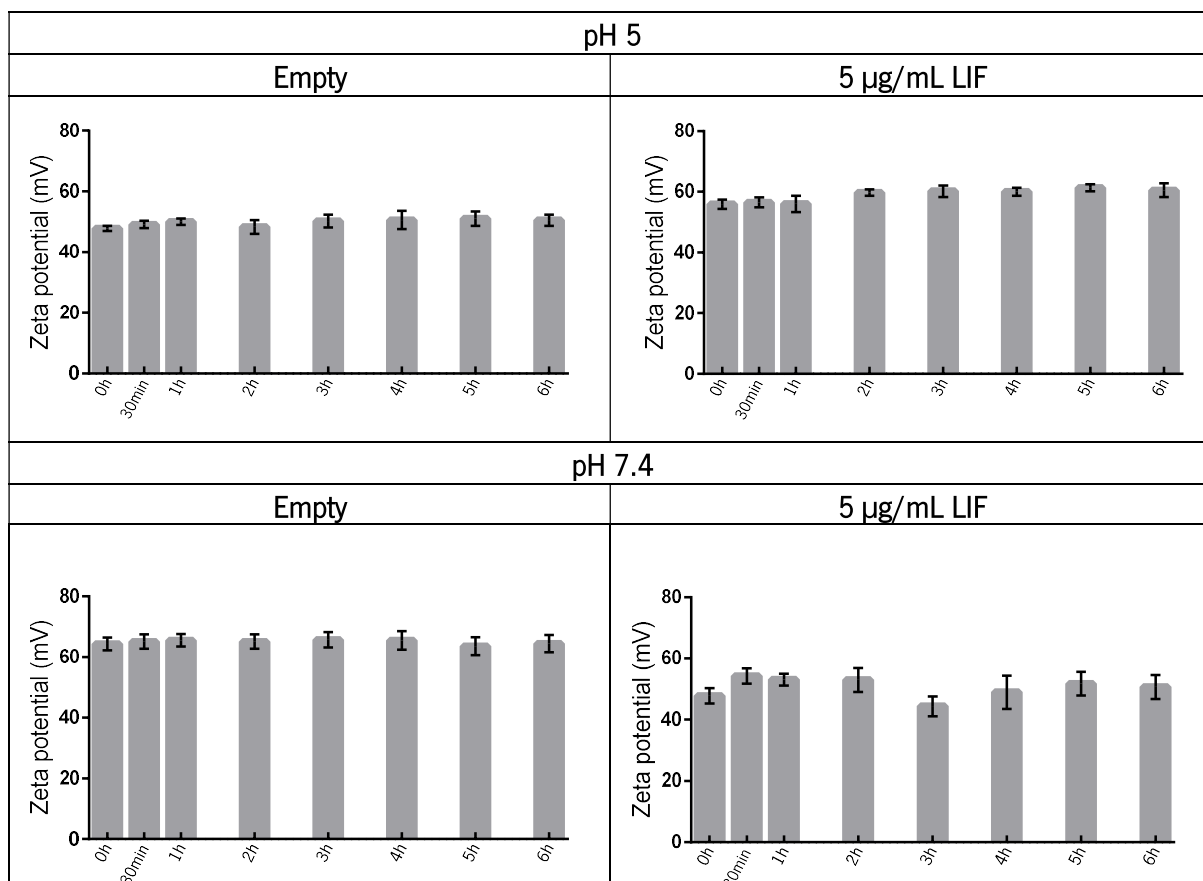 pH 5
Empty
5 µg/mL LIF
80
60
40
20
0
Zeta potential (mV)
0h
30min
1h
2h
3h
4h
5h
6h
80
60
40
20
0
Zeta potential (mV)
0h
30min
1h
2h
3h
4h
5h
6h
pH 7.4
Empty
5 µg/mL LIF
80
60
40
20
0
Zeta potential (mV)
0h
30min
1h
2h
3h
4h
5h
6h
80
60
40
20
0
Zeta potential (mV)
0h
30min
1h
2h
3h
4h
5h
6h